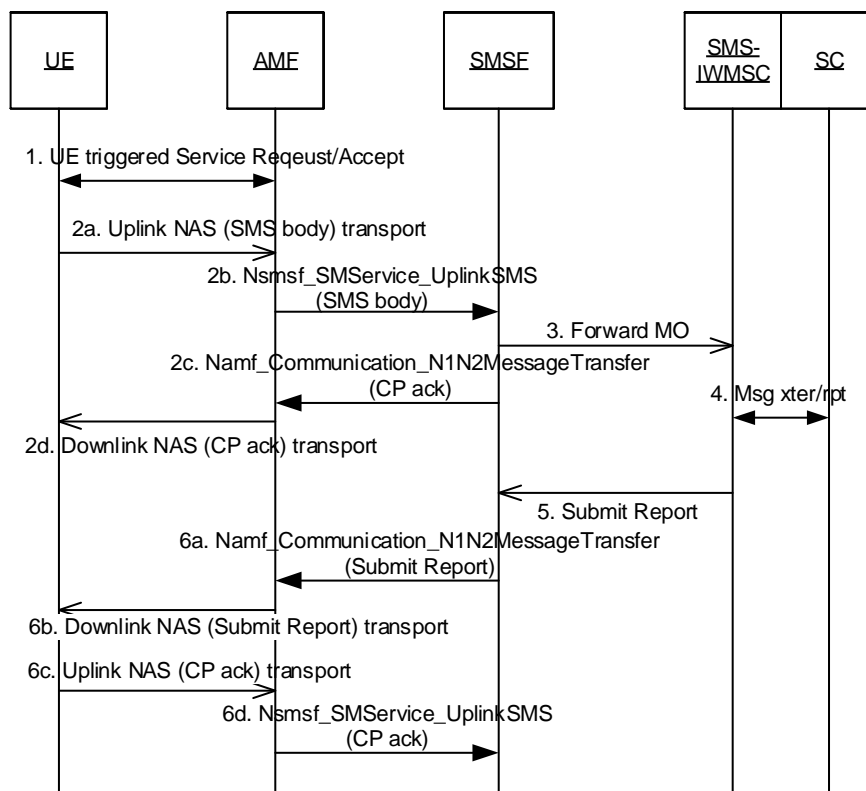 UE
AMF
SMSF
SMS-
IWMSC
SC
1. UE triggered Service Reqeust/Accept
2a. Uplink NAS (SMS body) transport
2b. Nsmsf_SMService_UplinkSMS
(SMS body)
3. Forward MO
2c. Namf_Communication_N1N2MessageTransfer
(CP ack)
4. Msg xter/rpt
2d. Downlink NAS (CP ack) transport
5. Submit Report
6a. Namf_Communication_N1N2MessageTransfer
(Submit Report)
6b. Downlink NAS (Submit Report) transport
6c. Uplink NAS (CP ack) transport
6d. Nsmsf_SMService_UplinkSMS
(CP ack)